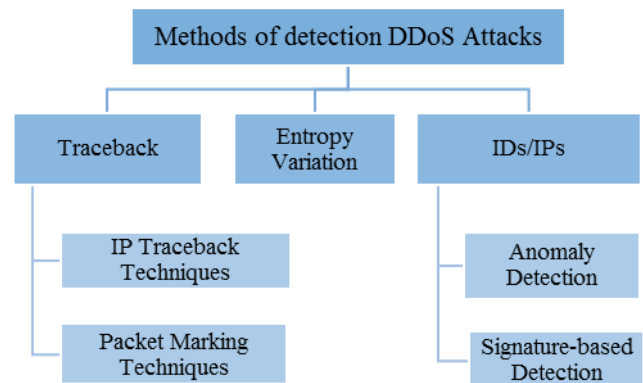 Methods of detection DDoS Attacks
Traceback
Entropy
Variation
IDs/IPs
IP Traceback
Techniques
Packet Marking
Techniques
Anomaly
Detection
Signature-based
Detection